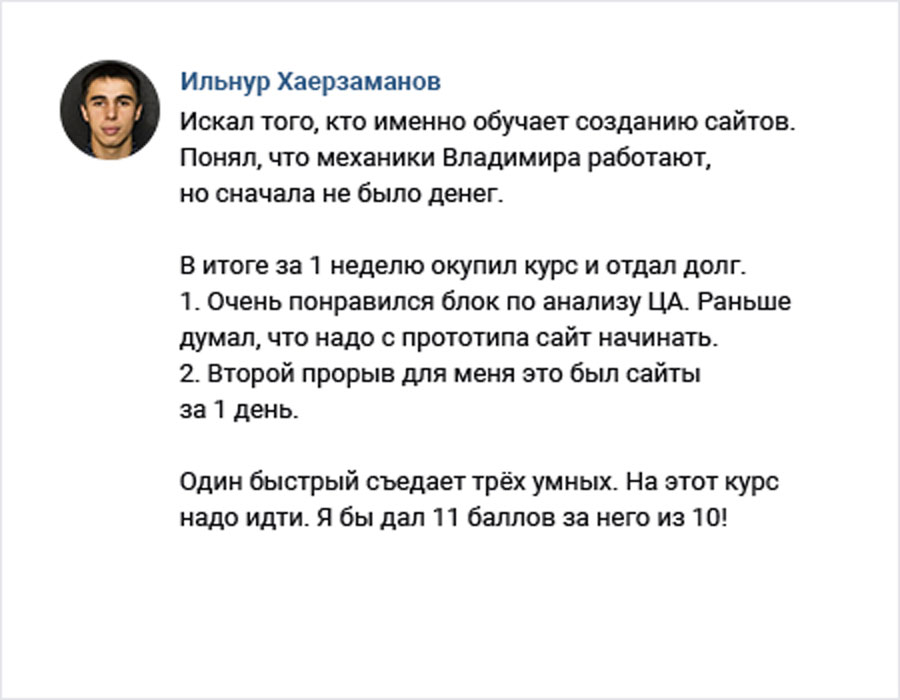 Ильнур Хаерзаманов
Искал того, кто именно обучает созданию сайтов.
Понял, что механики Владимира работают,
но сначала не было денег.
В итоге за 1 неделю окупил курс и отдал долг.
1. Очень понравился блок по анализу ЦА. Раньше
думал, что надо с прототипа сайт начинать.
2. Второй прорыв для меня это был сайты
за 1 день.
Один быстрый съедает трёх умных. На этот курс
надо идти. Я бы дал 11 баллов за него из 10!